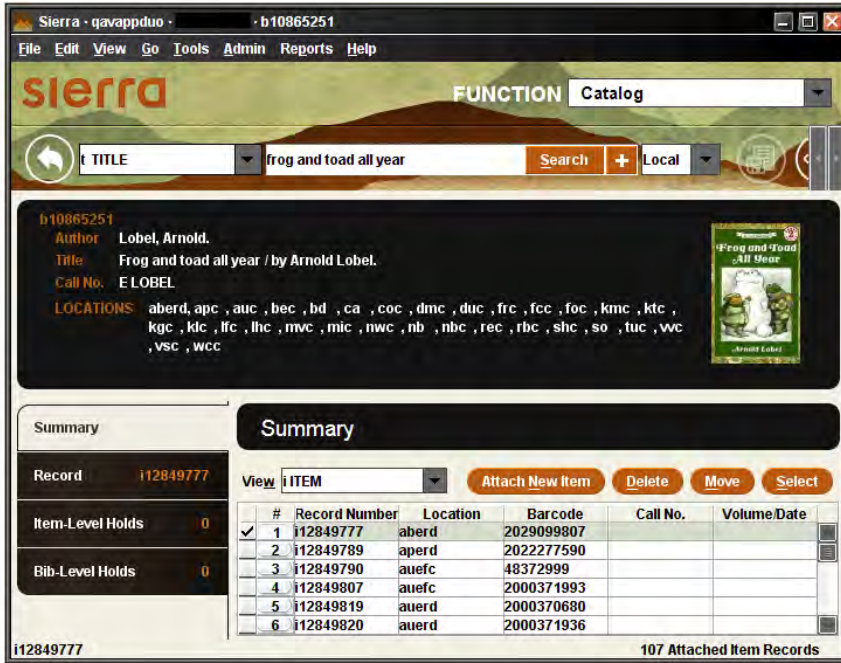 Sierra · qavappduo · · b10865251
File Edit View Go Tools Admin Reports Help
sierra
FUNCTION Catalog
t TITLE frog and toad all year Search + Local
b10865251
Author Lobel, Arnold.
Title Frog and toad all year / by Arnold Lobel.
Call No. E LOBEL
LOCATIONS aberd, apc , auc , bec , bd , ca , coc , dmc , duc , frc , fcc , foc , kmc , ktc ,
kgc , klc , lfc , lhc , mvc , mic , nwc , nb , nbc , rec , rbc , shc , so , tuc , vvc
, vsc , wcc
Frog and Toad
All Year
Arnold Lobel
Summary
Summary
Record i12849777
View i ITEM Attach New Item Delete Move Select
Item-Level Holds 0
Bib-Level Holds 0
# Record Number Location Barcode Call No. Volume/Date
1 i12849777 aberd 2029099807
2 i12849789 aperd 2022277590
3 i12849790 auefc 48372999
4 i12849807 auefc 2000371993
5 i12849819 auerd 2000370680
6 i12849820 auerd 2000371936
i12849777 107 Attached Item Records